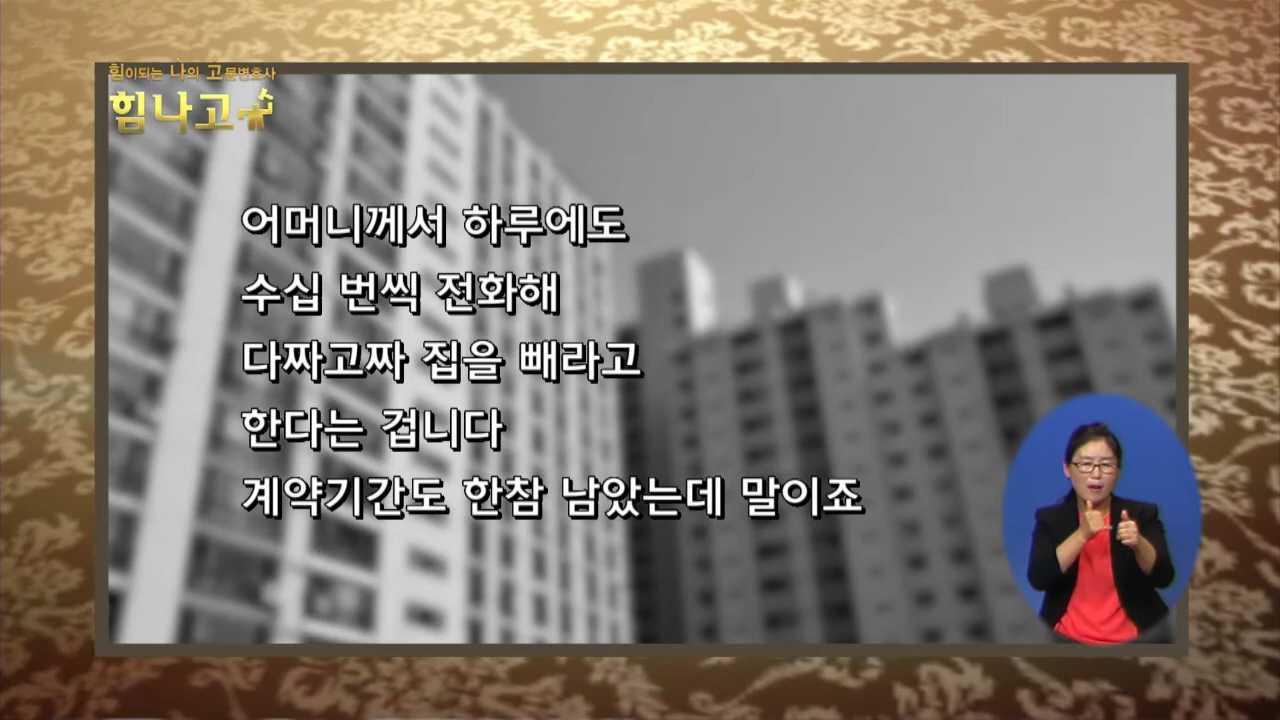 힘이되는 나의 고문변호사
힘나고
어머니께서 하루에도
수십 번씩 전화해
다짜고짜 집을 빼라고
한다는 겁니다
계약기간도 한참 남았는데 말이죠